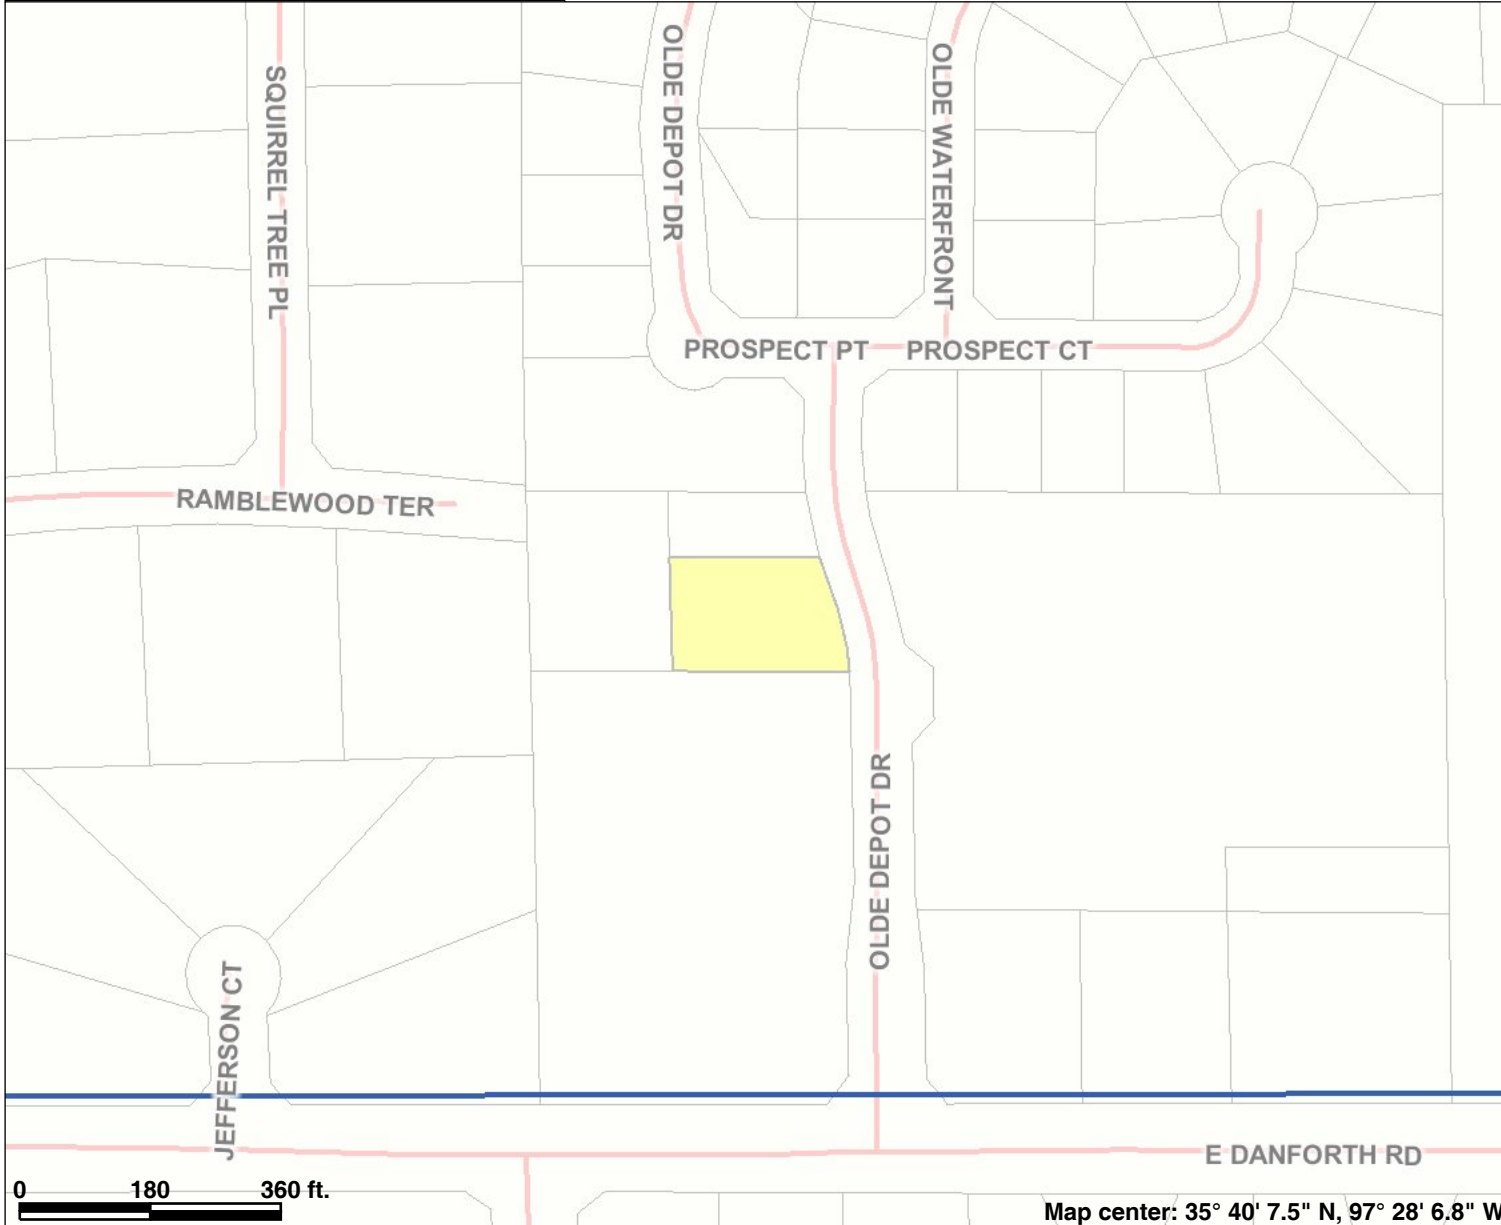 OLDE DEPOT DR
OLDE WATERFRONT
SQUIRREL TREE PL
PROSPECT PT
PROSPECT CT
RAMBLEWOOD TER
OLDE DEPOT DR
JEFFERSON CT
E DANFORTH RD
0 180 360 ft.
Map center: 35° 40' 7.5" N, 97° 28' 6.8" W